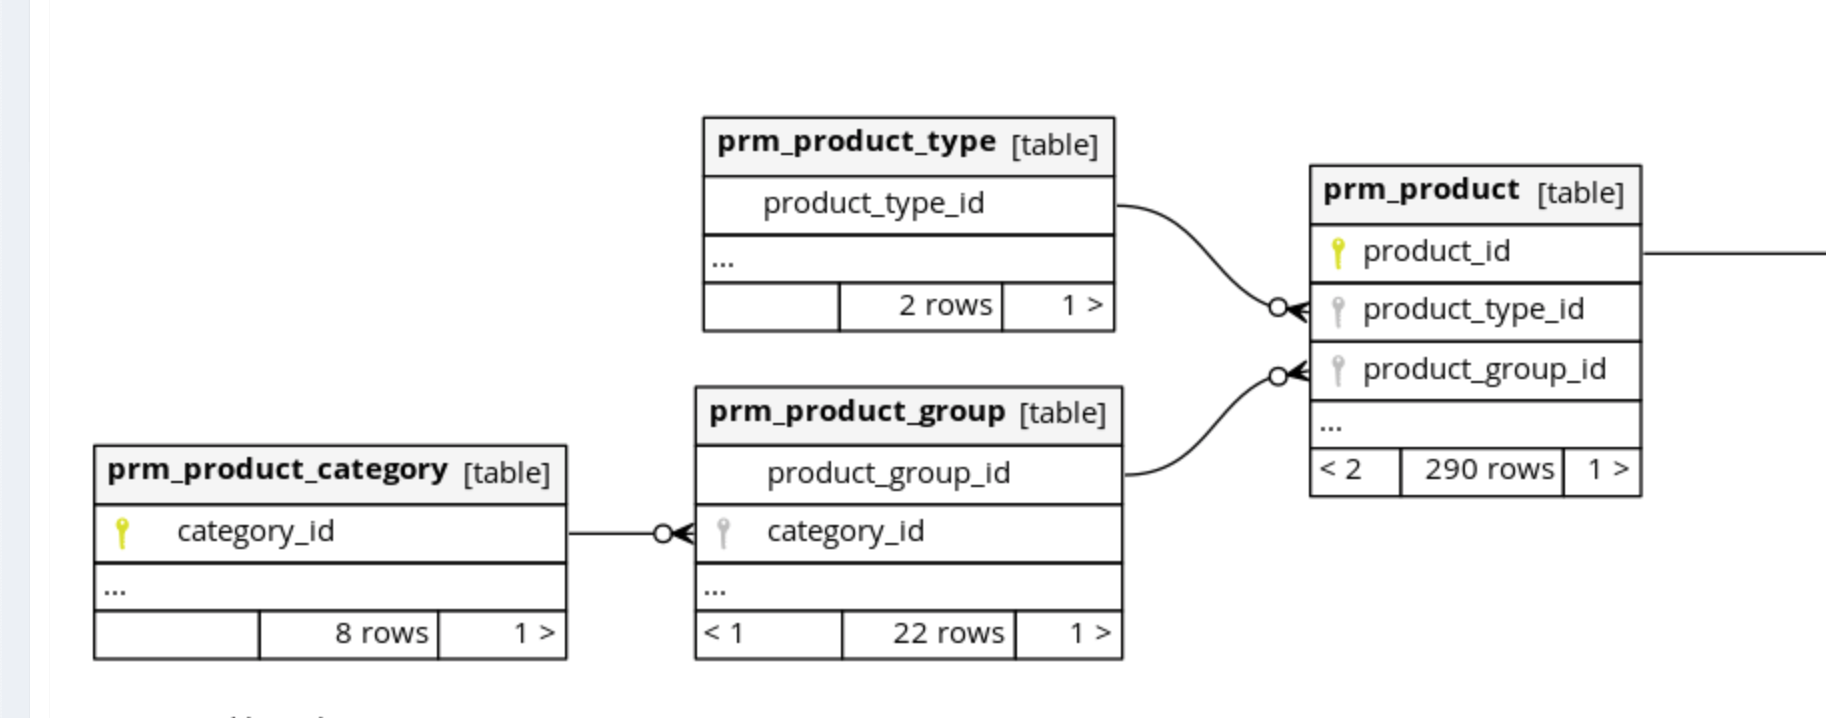 prm_product_type [table]
product_type_id
...
2 rows 1 >
prm_product [table]
product_id
product_type_id
product_group_id
...
< 2 290 rows 1 >
prm_product_group [table]
product_group_id
category_id
...
< 1 22 rows 1 >
prm_product_category [table]
category_id
...
8 rows 1 >